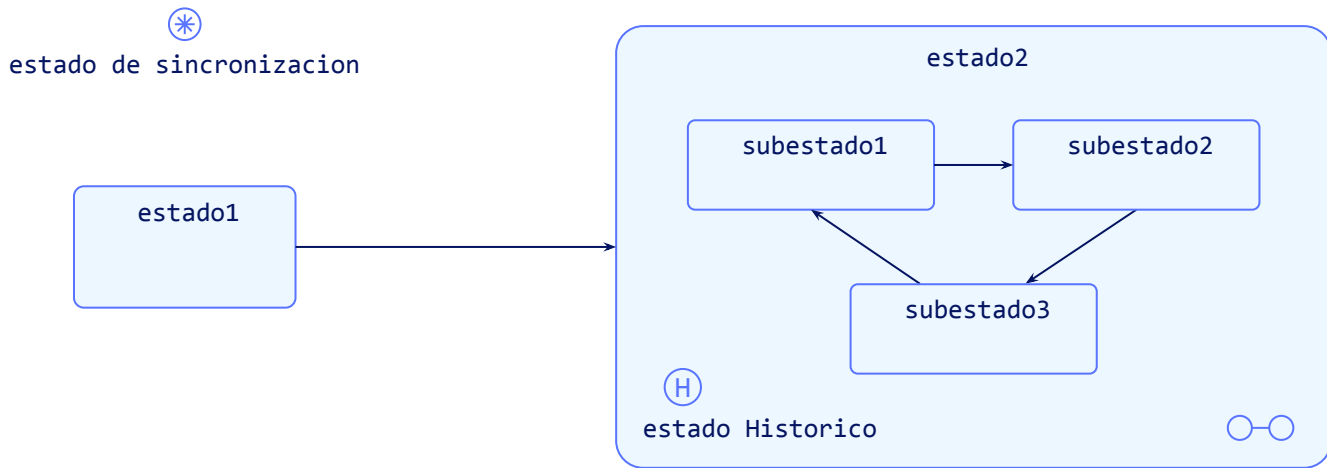 estado de sincronizacion
estado2
subestado1
subestado2
estado1
subestado3
H
estado Historico